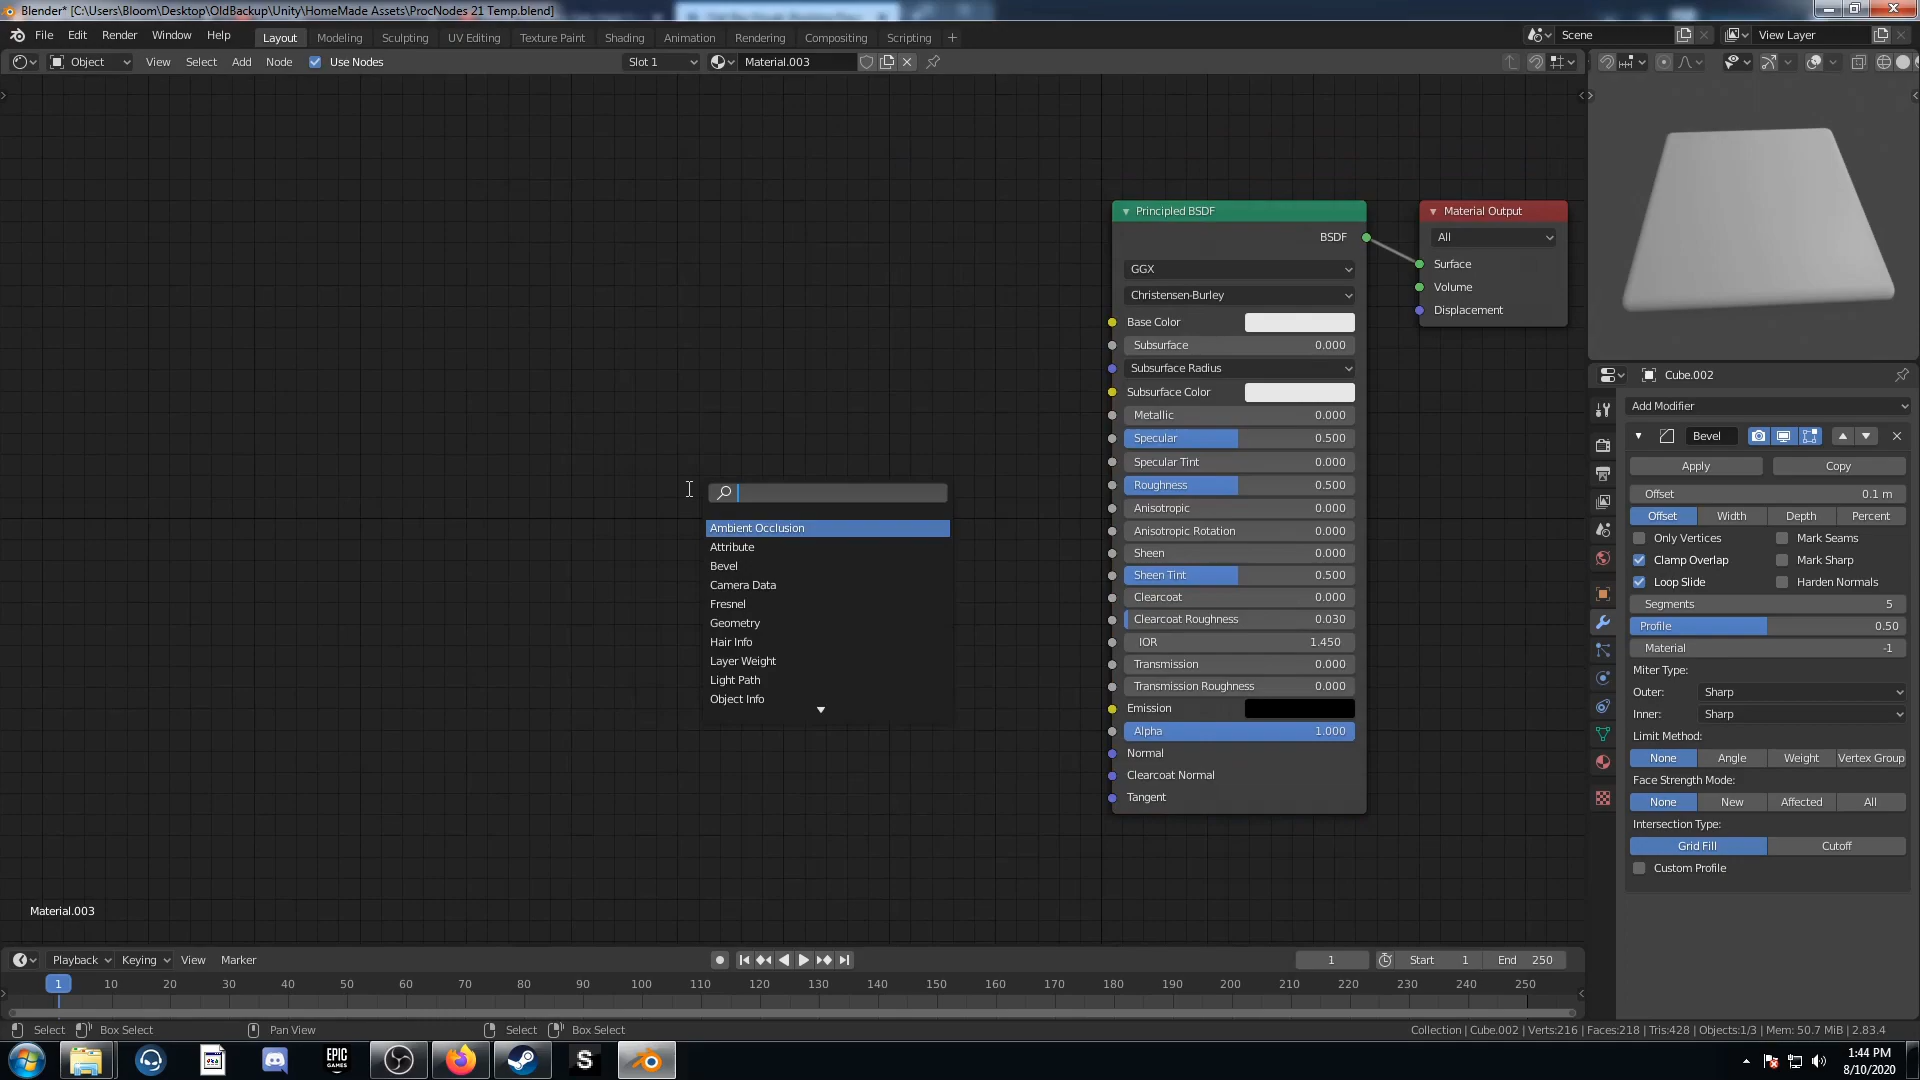 Blender* [C:\Users\Bloom\Desktop\OldBackup\Unity\HomeMade Assets\ProcNodes 21 Temp.blend]
File Edit Render Window Help Layout Modeling Sculpting UV Editing Texture Paint Shading Animation Rendering Compositing Scripting Scene View Layer
Object View Select Add Node Use Nodes Slot 1 Material.003
Principled BSDF
BSDF
GGX
Christensen-Burley
Base Color
Subsurface 0.000
Subsurface Radius
Subsurface Color
Metallic 0.000
Specular 0.500
Specular Tint 0.000
Roughness 0.500
Anisotropic 0.000
Anisotropic Rotation 0.000
Sheen 0.000
Sheen Tint 0.500
Clearcoat 0.000
Clearcoat Roughness 0.030
IOR 1.450
Transmission 0.000
Transmission Roughness 0.000
Emission
Alpha 1.000
Normal
Clearcoat Normal
Tangent
Material Output
All
Surface
Volume
Displacement
Ambient Occlusion
Attribute
Bevel
Camera Data
Fresnel
Geometry
Hair Info
Layer Weight
Light Path
Object Info
Cube.002
Add Modifier
Bevel
Apply Copy
Offset 0.1 m
Offset Width Depth Percent
Only Vertices Mark Seams
Clamp Overlap Mark Sharp
Loop Slide Harden Normals
Segments 5
Profile 0.50
Material -1
Miter Type:
Outer: Sharp
Inner: Sharp
Limit Method:
None Angle Weight Vertex Group
Face Strength Mode:
None New Affected All
Intersection Type:
Grid Fill Cutoff
Custom Profile
Material.003
Playback Keying View Marker 1 Start 1 End 250
1 10 20 30 40 50 60 70 80 90 100 110 120 130 140 150 160 170 180 190 200 210 220 230 240 250
Select Box Select Pan View Select Box Select Collection | Cube.002 | Verts:216 | Faces:218 | Tris:428 | Objects:1/3 | Mem: 50.7 MiB | 2.83.4
EPIC GAMES
S
1:44 PM
8/10/2020